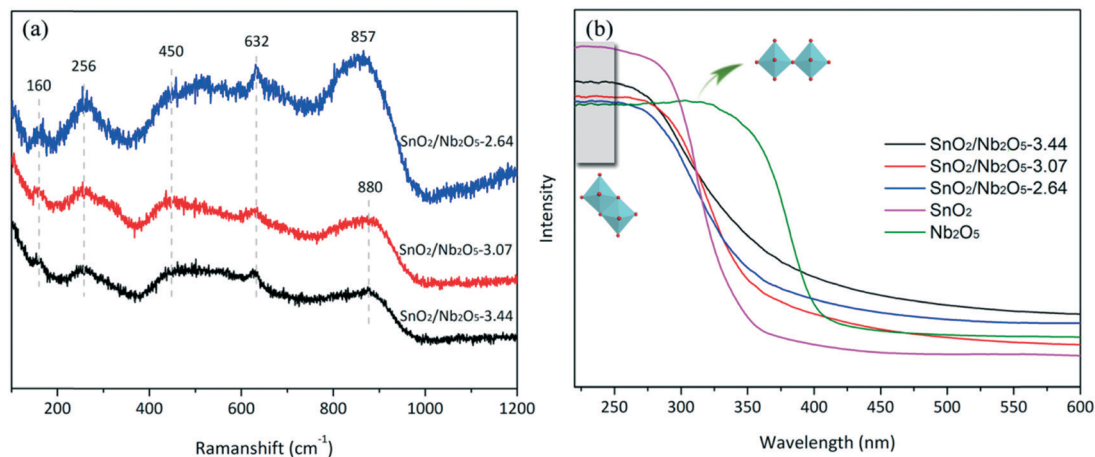 (a)
160
256
450
632
857
880
SnO₂/Nb₂O₅-2.64
SnO₂/Nb₂O₅-3.07
SnO₂/Nb₂O₅-3.44
200
400
600
800
1000
1200
Ramanshift (cm⁻¹)
(b)
Intensity
SnO₂/Nb₂O₅-3.44
SnO₂/Nb₂O₅-3.07
SnO₂/Nb₂O₅-2.64
SnO₂
Nb₂O₅
250
300
350
400
450
500
550
600
Wavelength (nm)